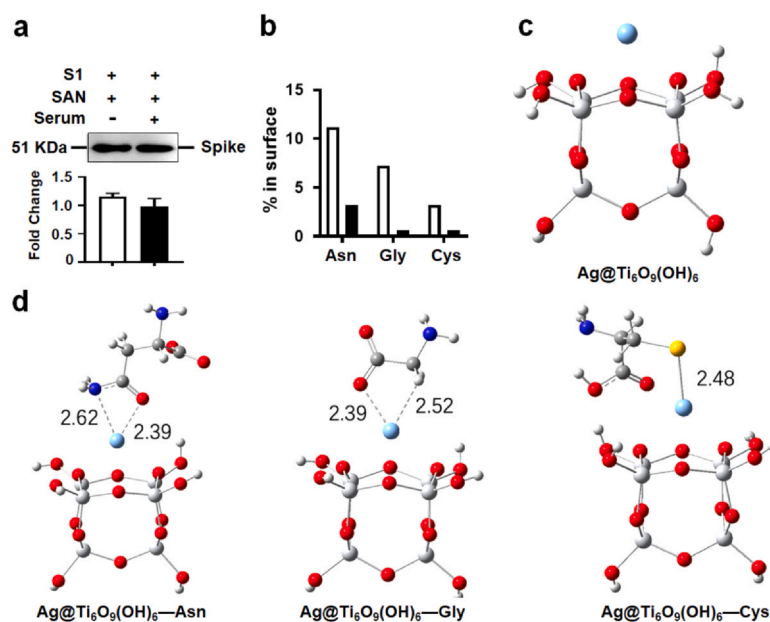 a
S1 + +
SAN + +
Serum - +
51 KDa Spike
Fold Change
1.5
1.0
0.5
0
b
% in surface
15
10
5
0
Asn Gly Cys
c
Ag@Ti₆O₉(OH)₆
d
2.62 2.39
Ag@Ti₆O₉(OH)₆—Asn
2.39 2.52
Ag@Ti₆O₉(OH)₆—Gly
2.48
Ag@Ti₆O₉(OH)₆—Cys